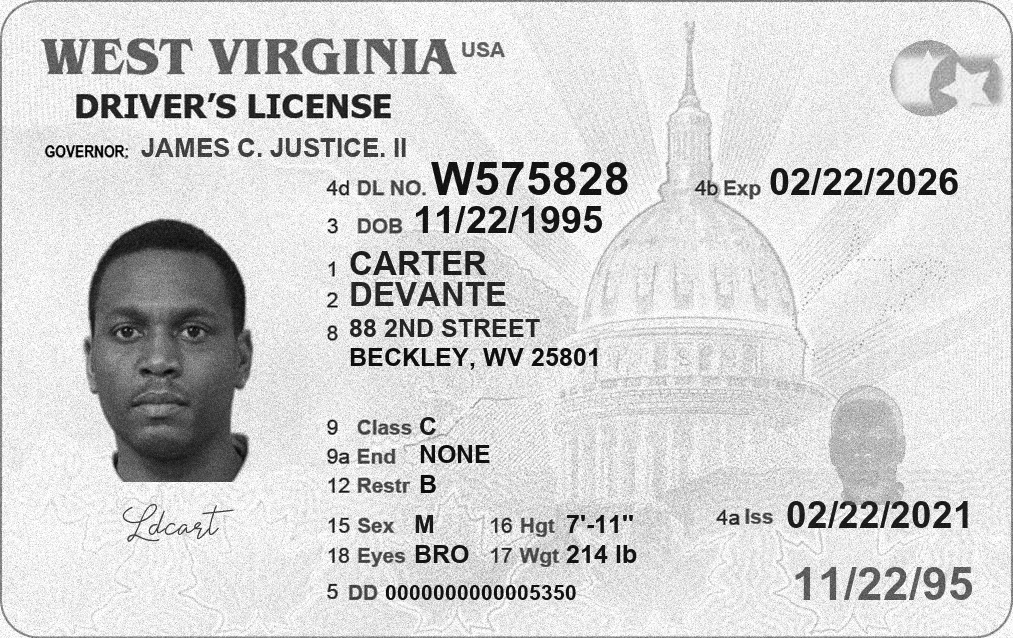 WEST VIRGINIA USA
DRIVER'S LICENSE
GOVERNOR: JAMES C. JUSTICE. II
4d DL NO. W575828 4b Exp 02/22/2026
3 DOB 11/22/1995
1 CARTER
2 DEVANTE
8 88 2ND STREET
BECKLEY, WV 25801
9 Class C
9a End NONE
12 Restr B
Ldcart
15 Sex M 16 Hgt 7'-11" 4a Iss 02/22/2021
18 Eyes BRO 17 Wgt 214 lb
5 DD 0000000000005350
11/22/95